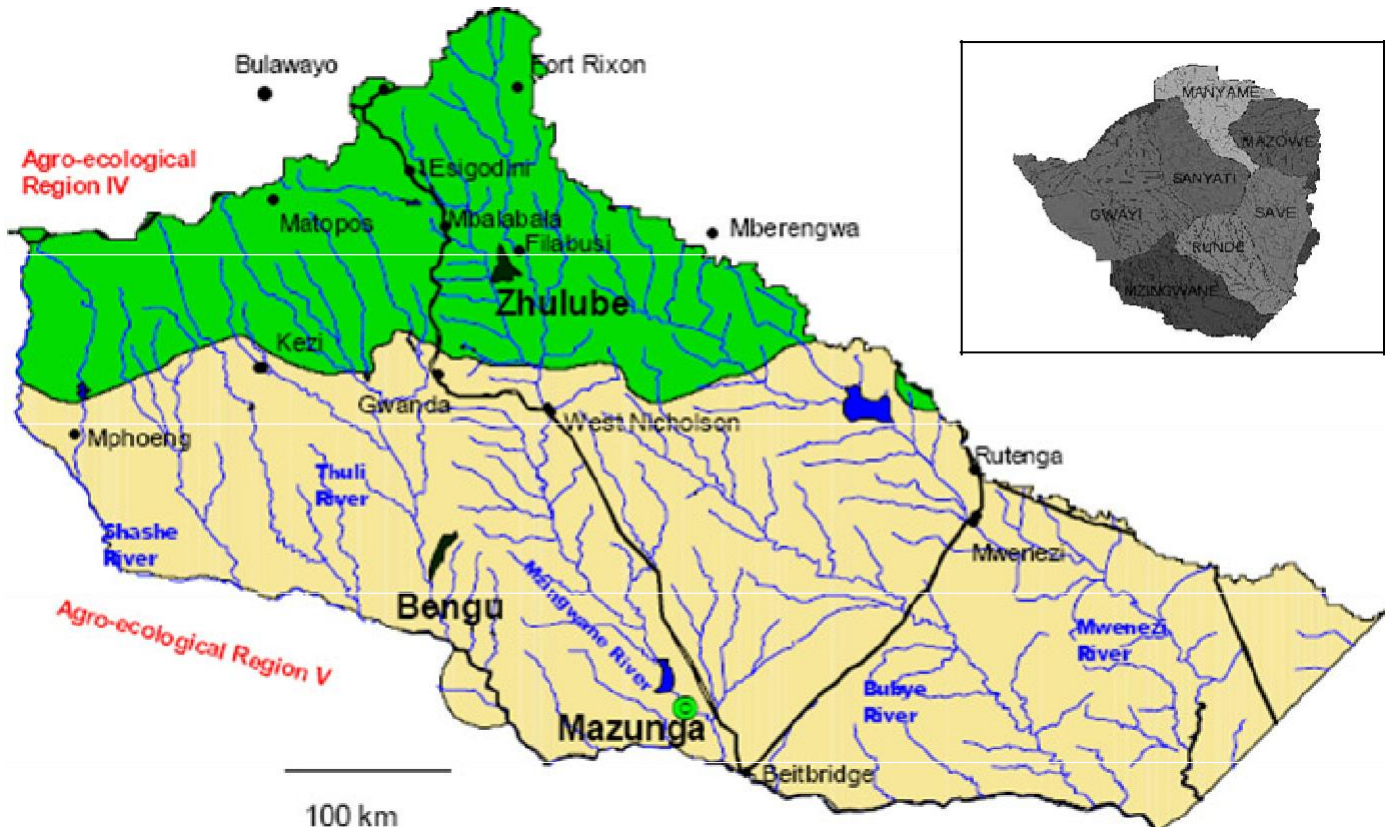 Bulawayo
Fort Rixon
Agro-ecological
Region IV
Esigodini
Matopos
Mbalabala
Filabusi
Mberengwa
Zhulube
Kezi
Gwanda
West Nicholson
Mphoeng
Thuli
River
Rutenga
Shashe
River
Mwenezi
Bengu
Mzingwane River
Agro-ecological Region V
Mwenezi
River
Bubye
River
Mazunga
Beitbridge
100 km
MANYAME
MAZOWE
SANYATI
GWAYI
SAVE
RUNDE
MZINGWANE